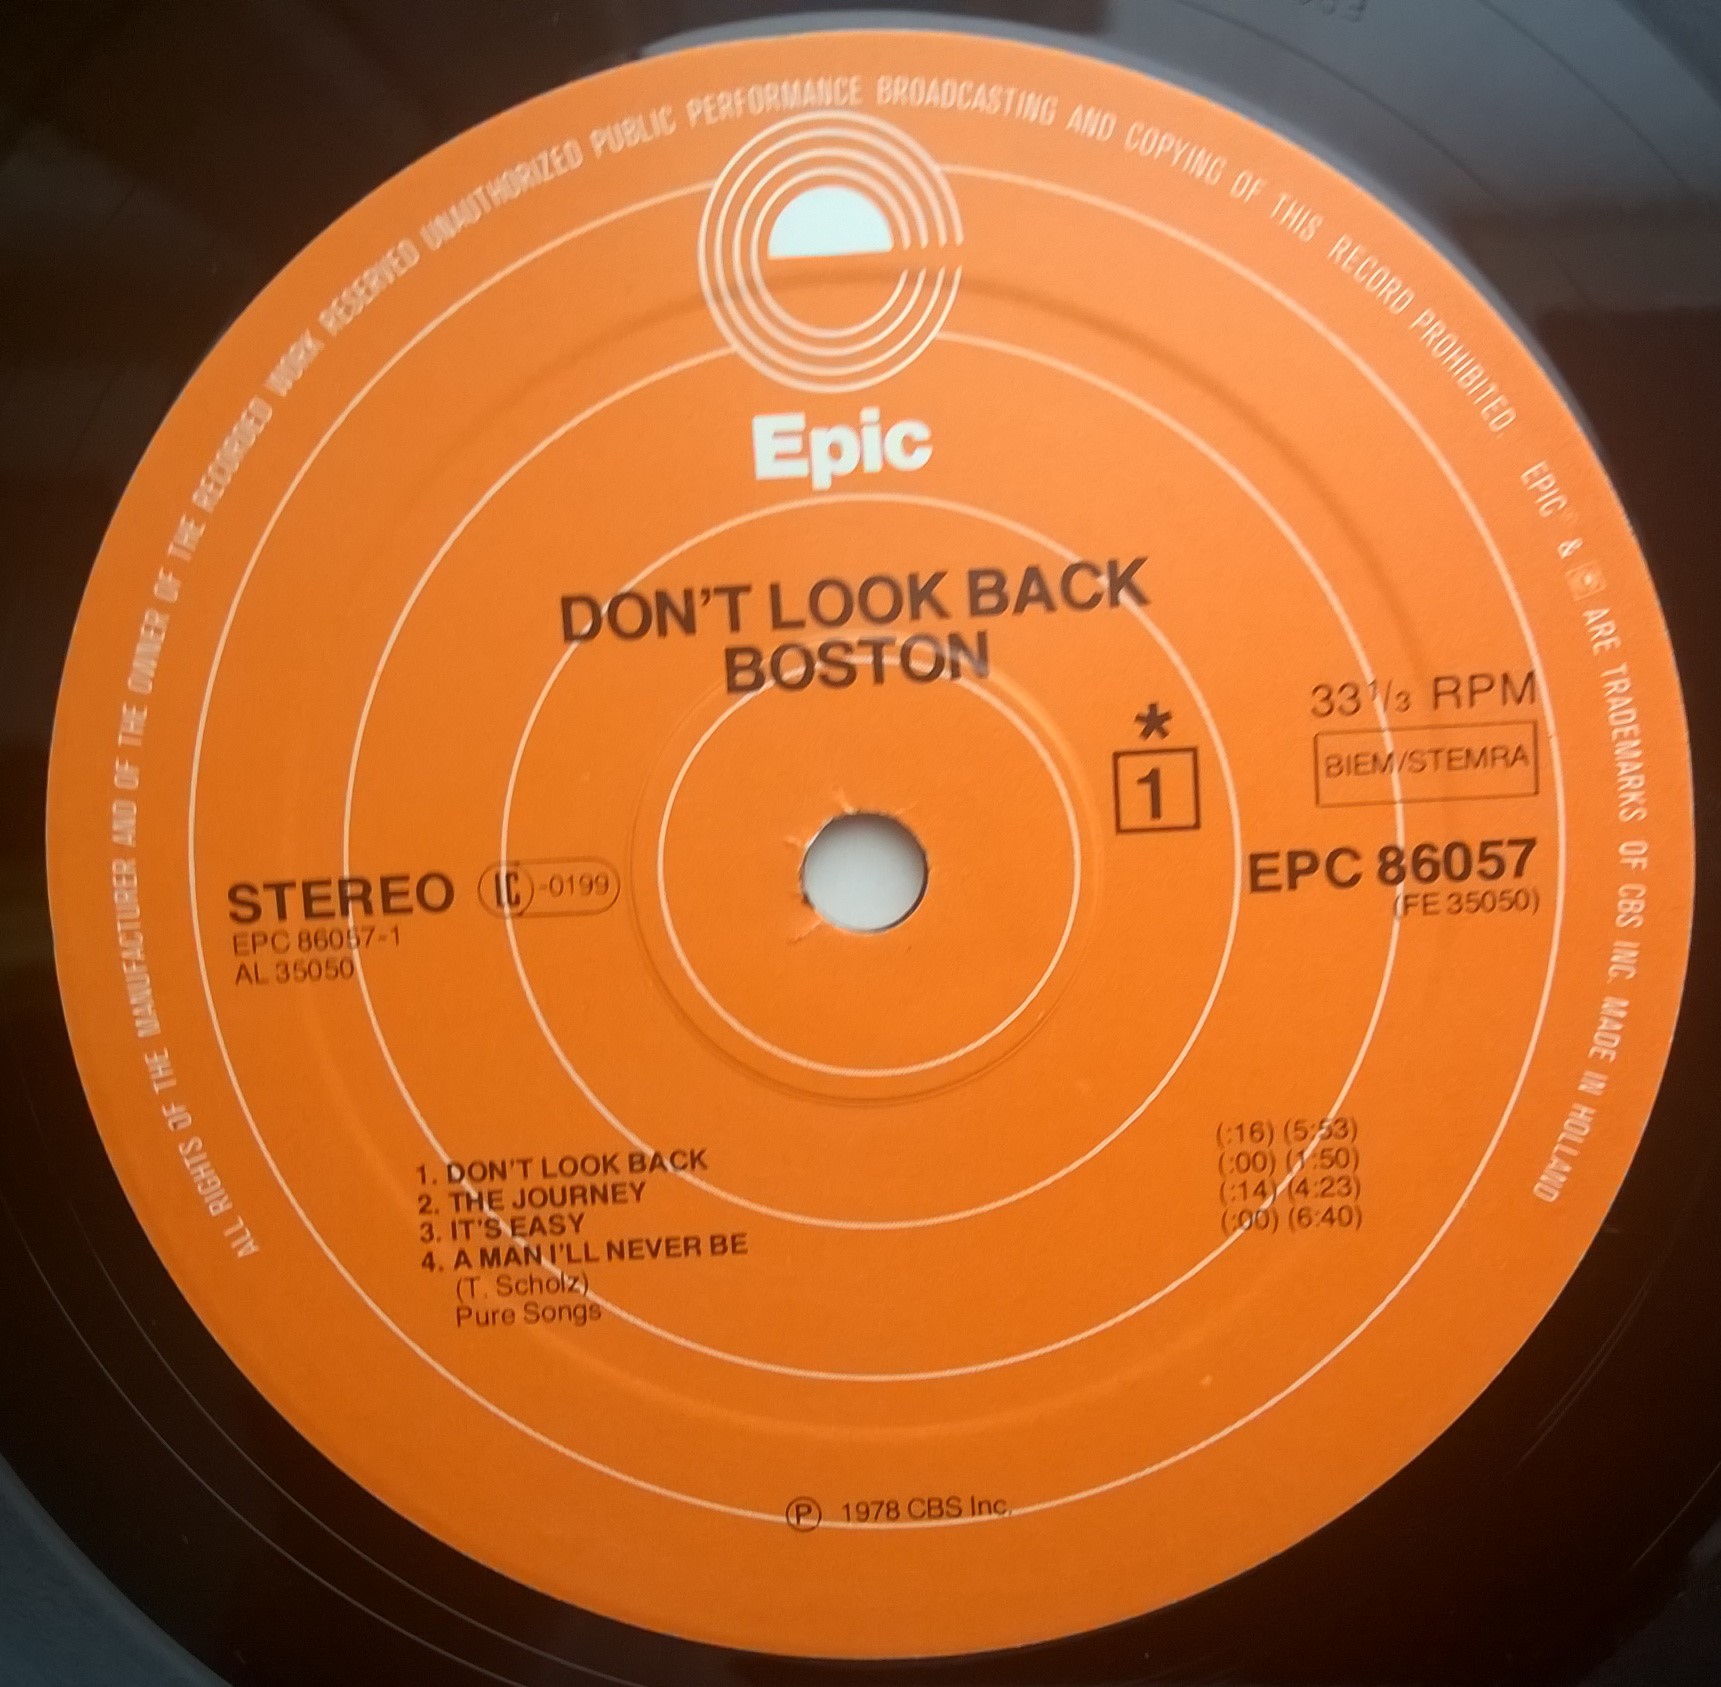 ALL RIGHTS OF THE MANUFACTURER AND OF THE OWNER OF THE RECORDED WORK RESERVED UNAUTHORIZED PUBLIC PERFORMANCE BROADCASTING AND COPYING OF THIS RECORD PROHIBITED. EPIC & ARE TRADEMARKS OF CBS INC. MADE IN HOLLAND
Epic
DON'T LOOK BACK
BOSTON
*
1
33 1/3 RPM
BIEM/STEMRA
EPC 86057
(FE 35050)
STEREO LC-0199
EPC 86057-1
AL 35050
1. DON'T LOOK BACK (:16) (5:53)
2. THE JOURNEY (:00) (1:50)
3. IT'S EASY (:14) (4:23)
4. A MAN I'LL NEVER BE (:00) (6:40)
(T. Scholz)
Pure Songs
Ⓟ 1978 CBS Inc.